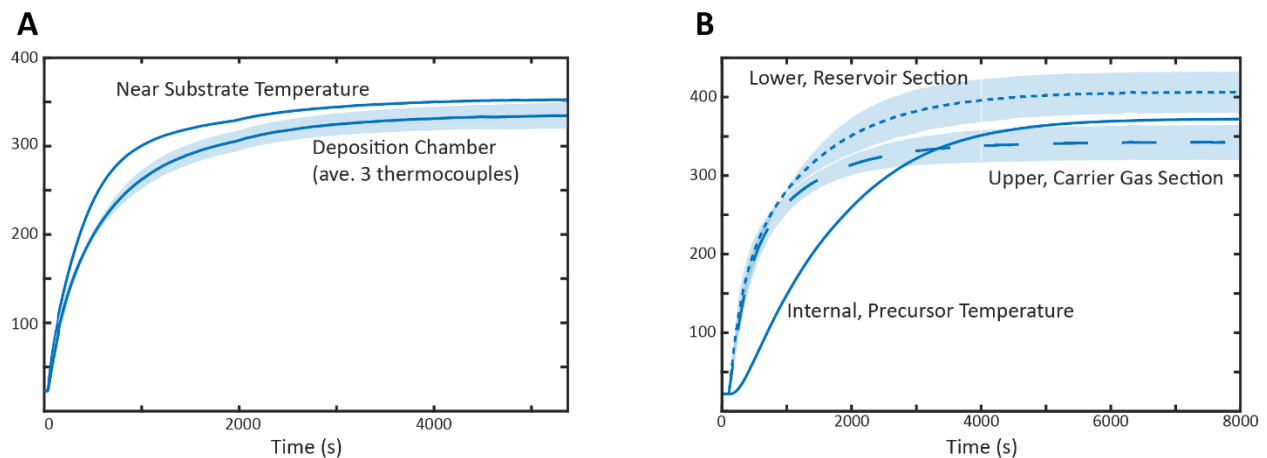 A
400
300
200
100
0
2000
4000
Time (s)
Near Substrate Temperature
Deposition Chamber
(ave. 3 thermocouples)
B
400
300
200
100
0
2000
4000
6000
8000
Time (s)
Lower, Reservoir Section
Upper, Carrier Gas Section
Internal, Precursor Temperature